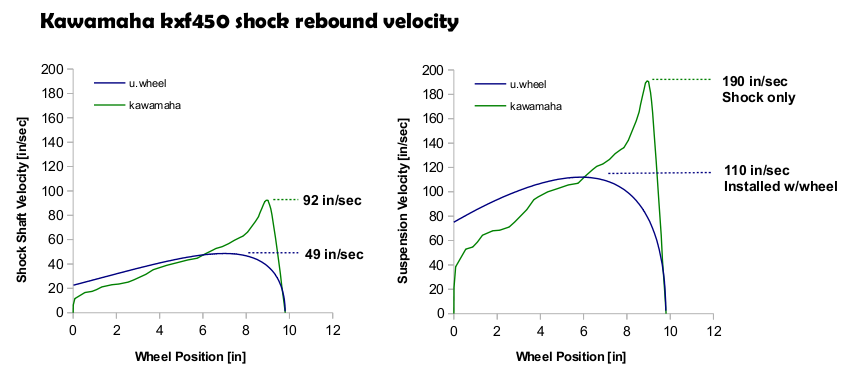 Kawamaha kxf450 shock rebound velocity
Shock Shaft Velocity [in/sec]
200
180
160
140
120
100
80
60
40
20
0
u.wheel
kawamaha
92 in/sec
49 in/sec
0 2 4 6 8 10 12
Wheel Position [in]
Suspension Velocity [in/sec]
200
180
160
140
120
100
80
60
40
20
0
u.wheel
kawamaha
190 in/sec
Shock only
110 in/sec
Installed w/wheel
0 2 4 6 8 10 12
Wheel Position [in]